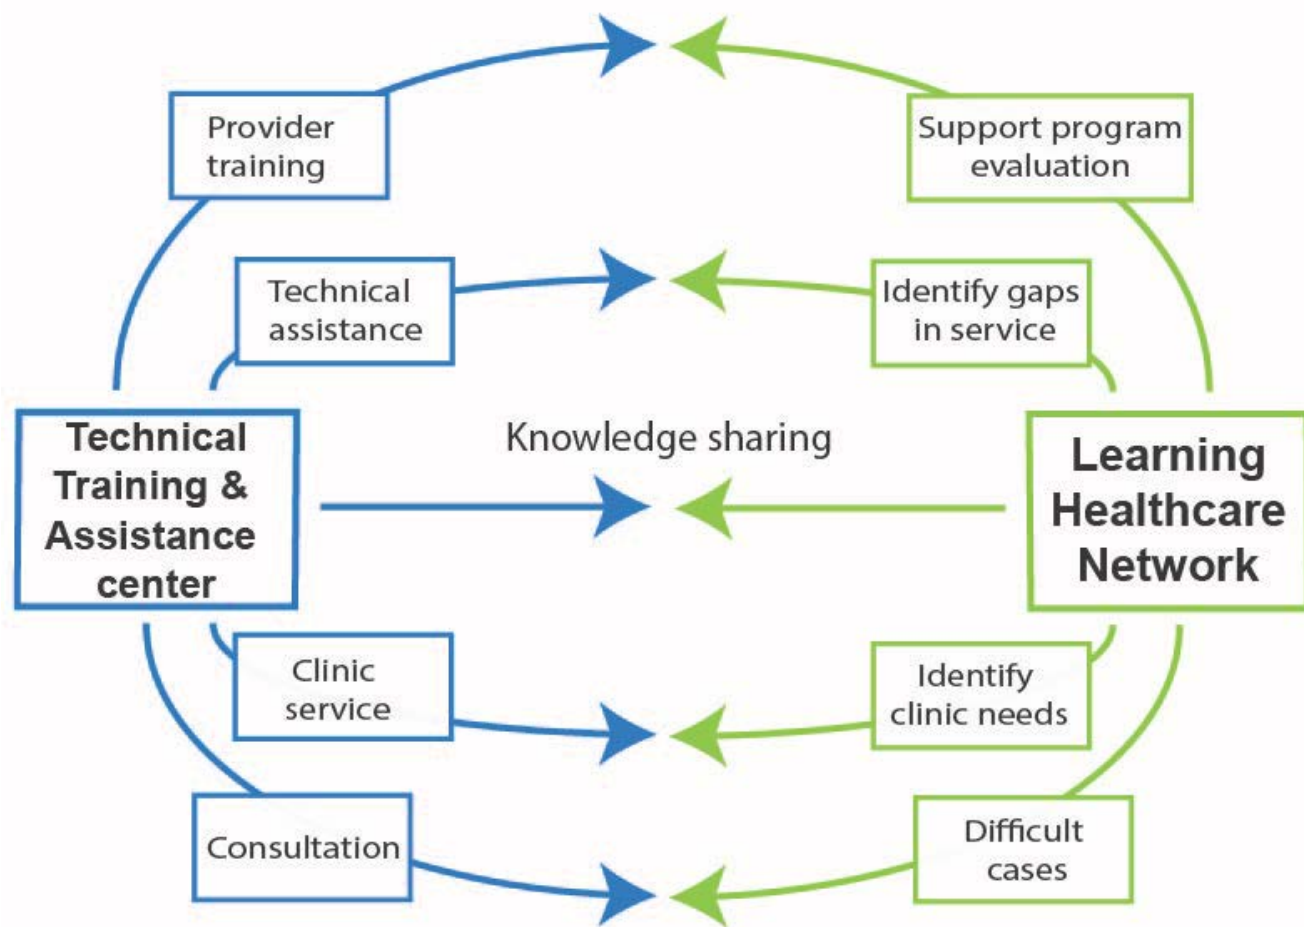 Provider
training
Support program
evaluation
Technical
assistance
Identify gaps
in service
Technical
Training &
Assistance
center
Knowledge sharing
Learning
Healthcare
Network
Clinic
service
Identify
clinic needs
Consultation
Difficult
cases